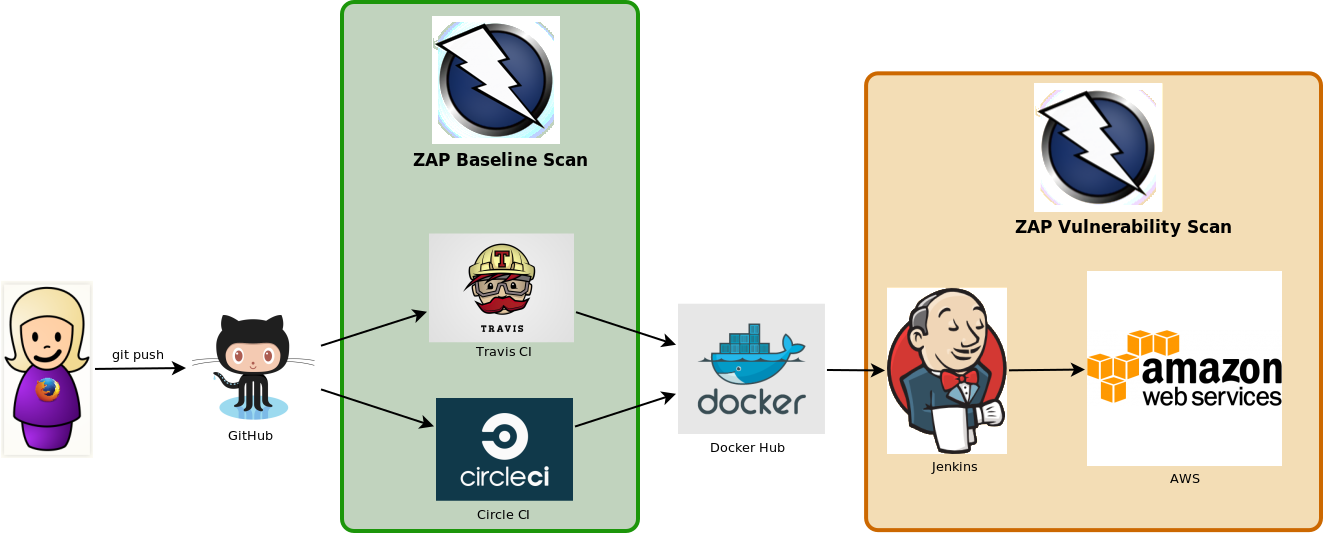 ZAP Baseline Scan
ZAP Vulnerability Scan
git push
GitHub
T
TRAVIS
Travis CI
circleci
Circle CI
docker
Docker Hub
Jenkins
amazon
web services
AWS